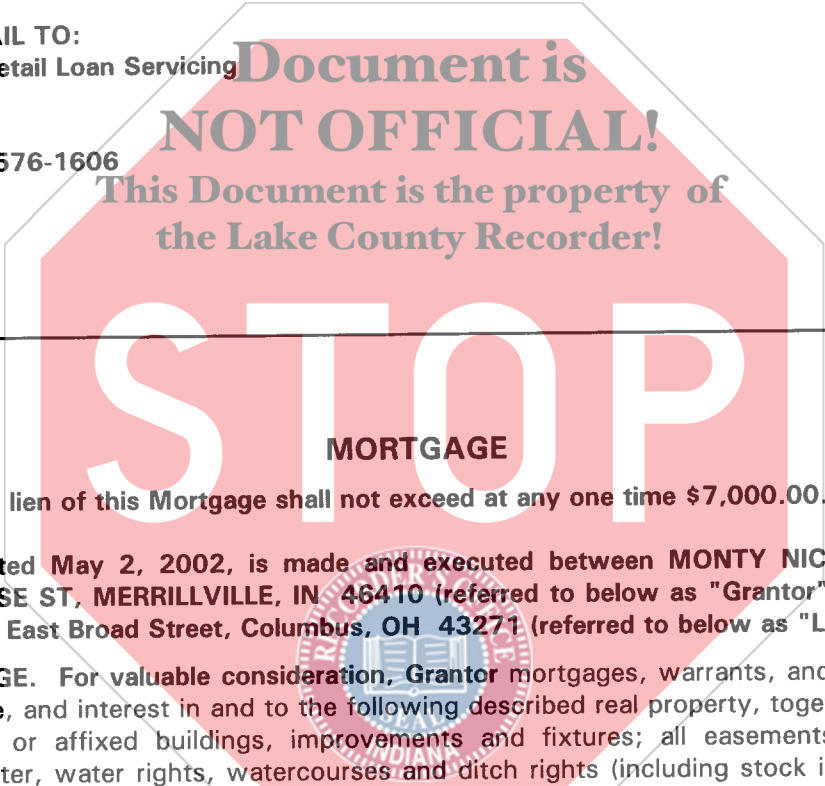 IL TO:
etail Loan Servicing
Document is
NOT OFFICIAL!
576-1606
This Document is the property of
the Lake County Recorder!
STOP
MORTGAGE
lien of this Mortgage shall not exceed at any one time $7,000.00.
ted May 2, 2002, is made and executed between MONTY NIC
SE ST, MERRILLVILLE, IN 46410 (referred to below as "Grantor"
East Broad Street, Columbus, OH 43271 (referred to below as "L
GE. For valuable consideration, Grantor mortgages, warrants, and
, and interest in and to the following described real property, toge
or affixed buildings, improvements and fixtures; all easements
ter, water rights, watercourses and ditch rights (including stock i
SEAL
INDIANA